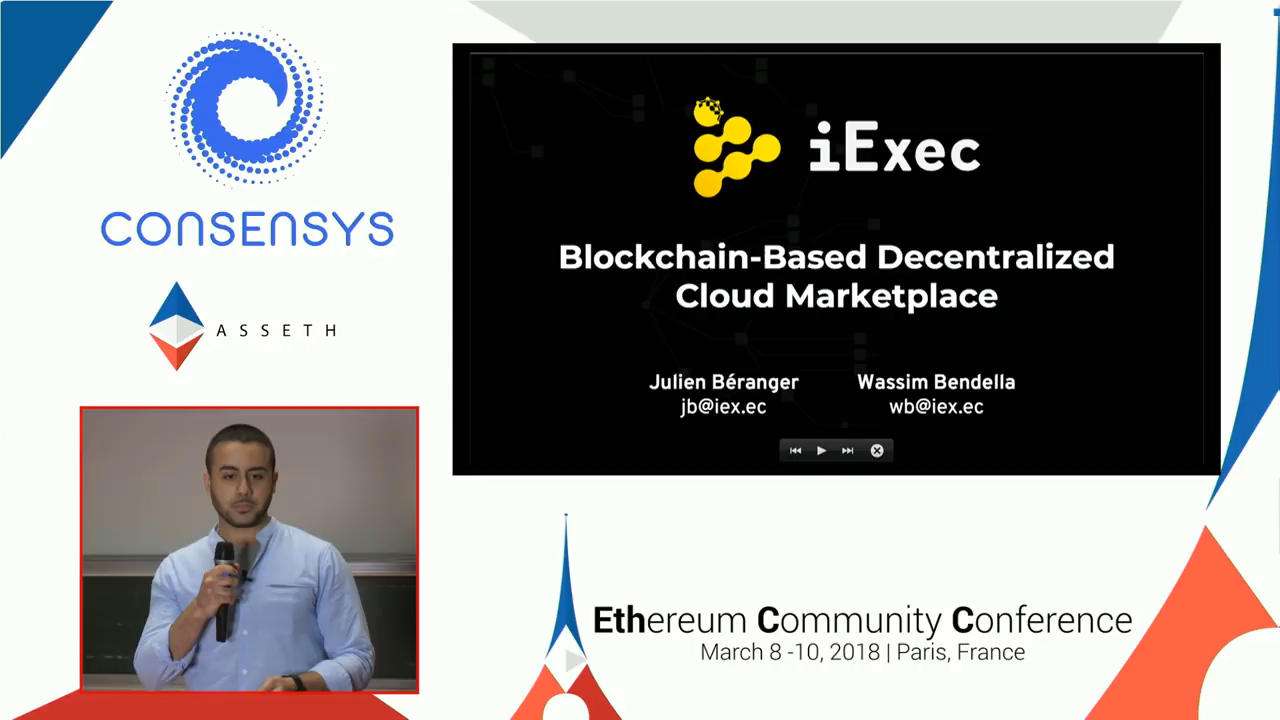 CONSENSYS
ASSETH
iExec
Blockchain-Based Decentralized
Cloud Marketplace
Julien Béranger
jb@iex.ec
Wassim Bendella
wb@iex.ec
Ethereum Community Conference
March 8 -10, 2018 | Paris, France